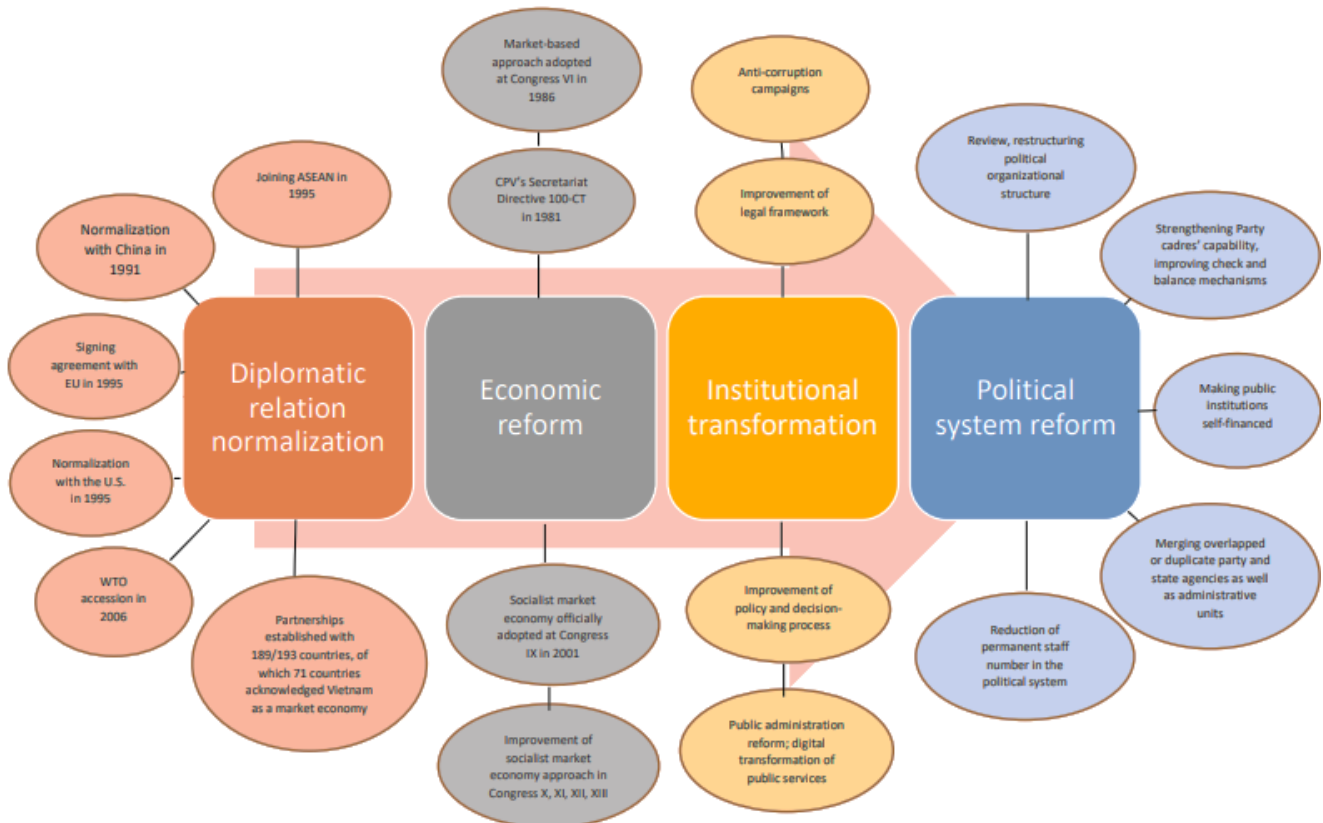 Market-based
approach adopted
at Congress VI in
1986
Anti-corruption
campaigns
Review, restructuring
political
organizational
structure
Joining ASEAN in
1995
CPV's Secretariat
Directive 100-CT
in 1981
Improvement of
legal framework
Normalization
with China in
1991
Strengthening Party
cadres' capability,
improving check and
balance mechanisms
Signing
agreement with
EU in 1995
Diplomatic
relation
normalization
Economic
reform
Institutional
transformation
Political
system reform
Making public
institutions
self-financed
Normalization
with the U.S.
in 1995
WTO
accession in
2006
Partnerships
established with
189/193 countries, of
which 71 countries
acknowledged Vietnam
as a market economy
Socialist market
economy officially
adopted at Congress
IX in 2001
Improvement of
policy and decision-
making process
Merging overlapped
or duplicate party and
state agencies as well
as administrative
units
Reduction of
permanent staff
number in the
political system
Improvement of
socialist market
economy approach in
Congress X, XI, XII, XIII
Public administration
reform; digital
transformation of
public services